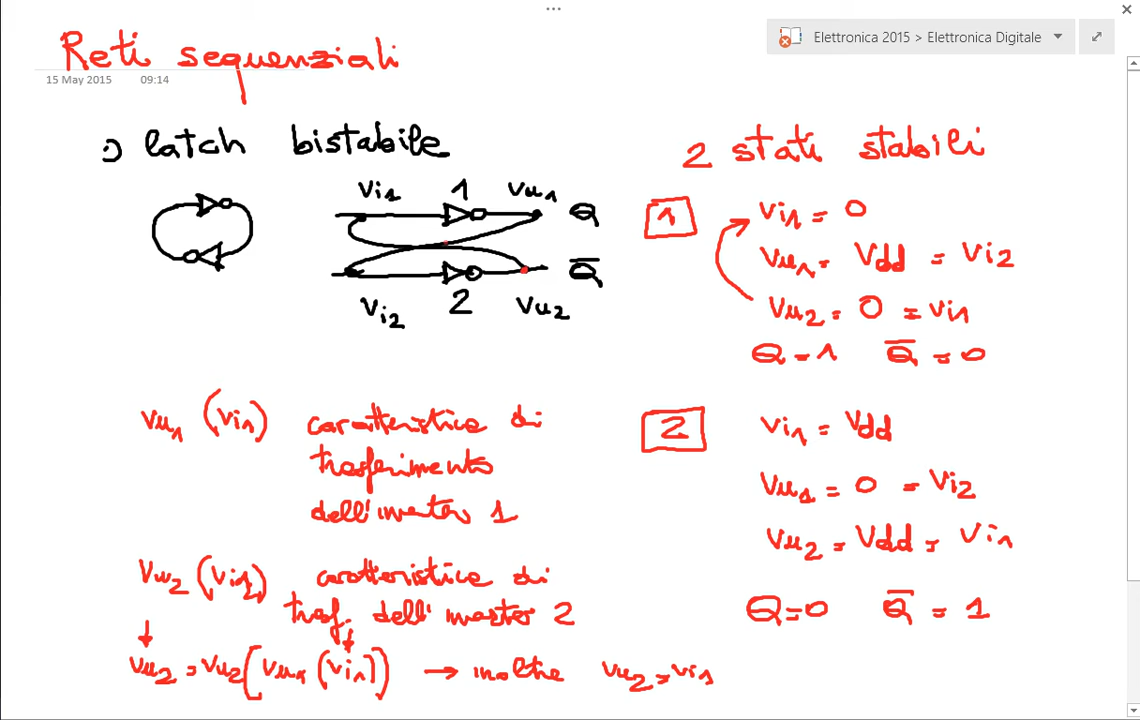 Elettronica 2015 > Elettronica Digitale
Reti sequenziali
15 May 2015 09:14
latch bistabile
Vi1 1 Vu1 Q
Vi2 2 Vu2 Q̅
2 stati stabili
1
Vi1 = 0
Vu1 = Vdd = Vi2
Vu2 = 0 = Vi1
Q = 1 Q̅ = 0
Vu1 (Vi1) caratteristica di
trasferimento
dell'inverter 1
2
Vi1 = Vdd
Vu1 = 0 = Vi2
Vu2 = Vdd = Vi1
Q = 0 Q̅ = 1
Vu2 (Vi2) caratteristica di
trasf. dell'inverter 2
Vu2 = Vu2 (Vu1 (Vi1)) → inoltre Vu2 = Vi1